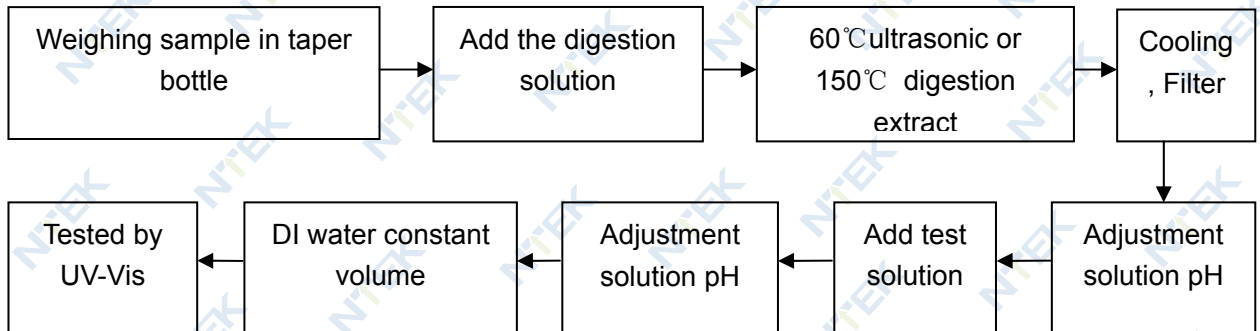 Weighing sample in taper
bottle
Add the digestion
solution
60℃ultrasonic or
150℃ digestion
extract
Cooling
, Filter
Adjustment
solution pH
Add test
solution
Adjustment
solution pH
DI water constant
volume
Tested by
UV-Vis
NTEK